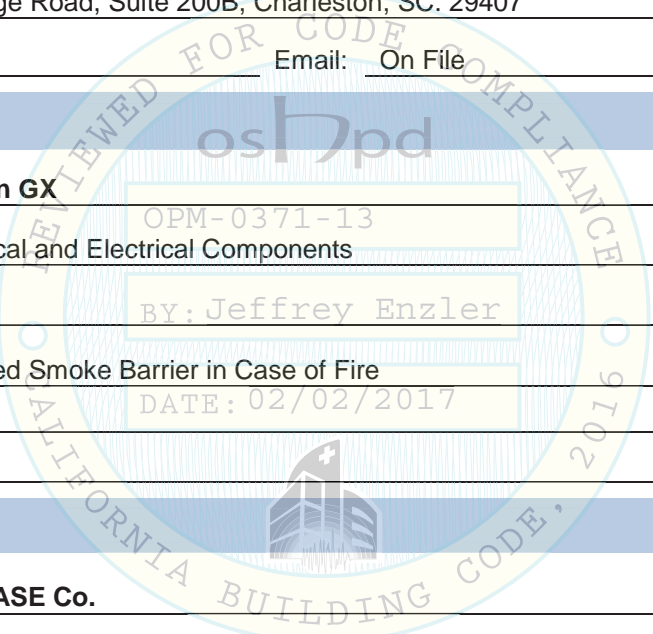 ge Road, Suite 200B, Charleston, SC. 29407
Email: On File
REVIEWED FOR CODE COMPLIANCE
oshpd
n GX
OPM-0371-13
cal and Electrical Components
BY: Jeffrey Enzler
ed Smoke Barrier in Case of Fire
DATE: 02/02/2017
CALIFORNIA BUILDING CODE, 2016
ASE Co.